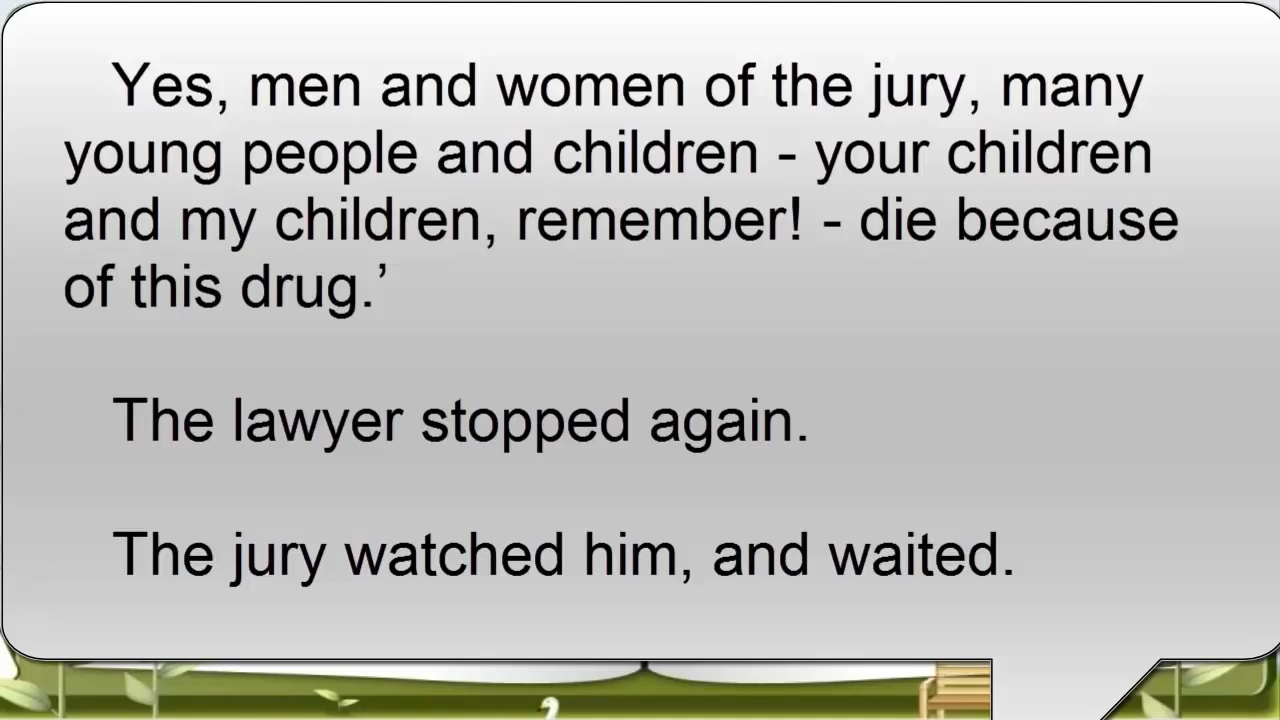 Yes, men and women of the jury, many
young people and children - your children
and my children, remember! - die because
of this drug.’
The lawyer stopped again.
The jury watched him, and waited.